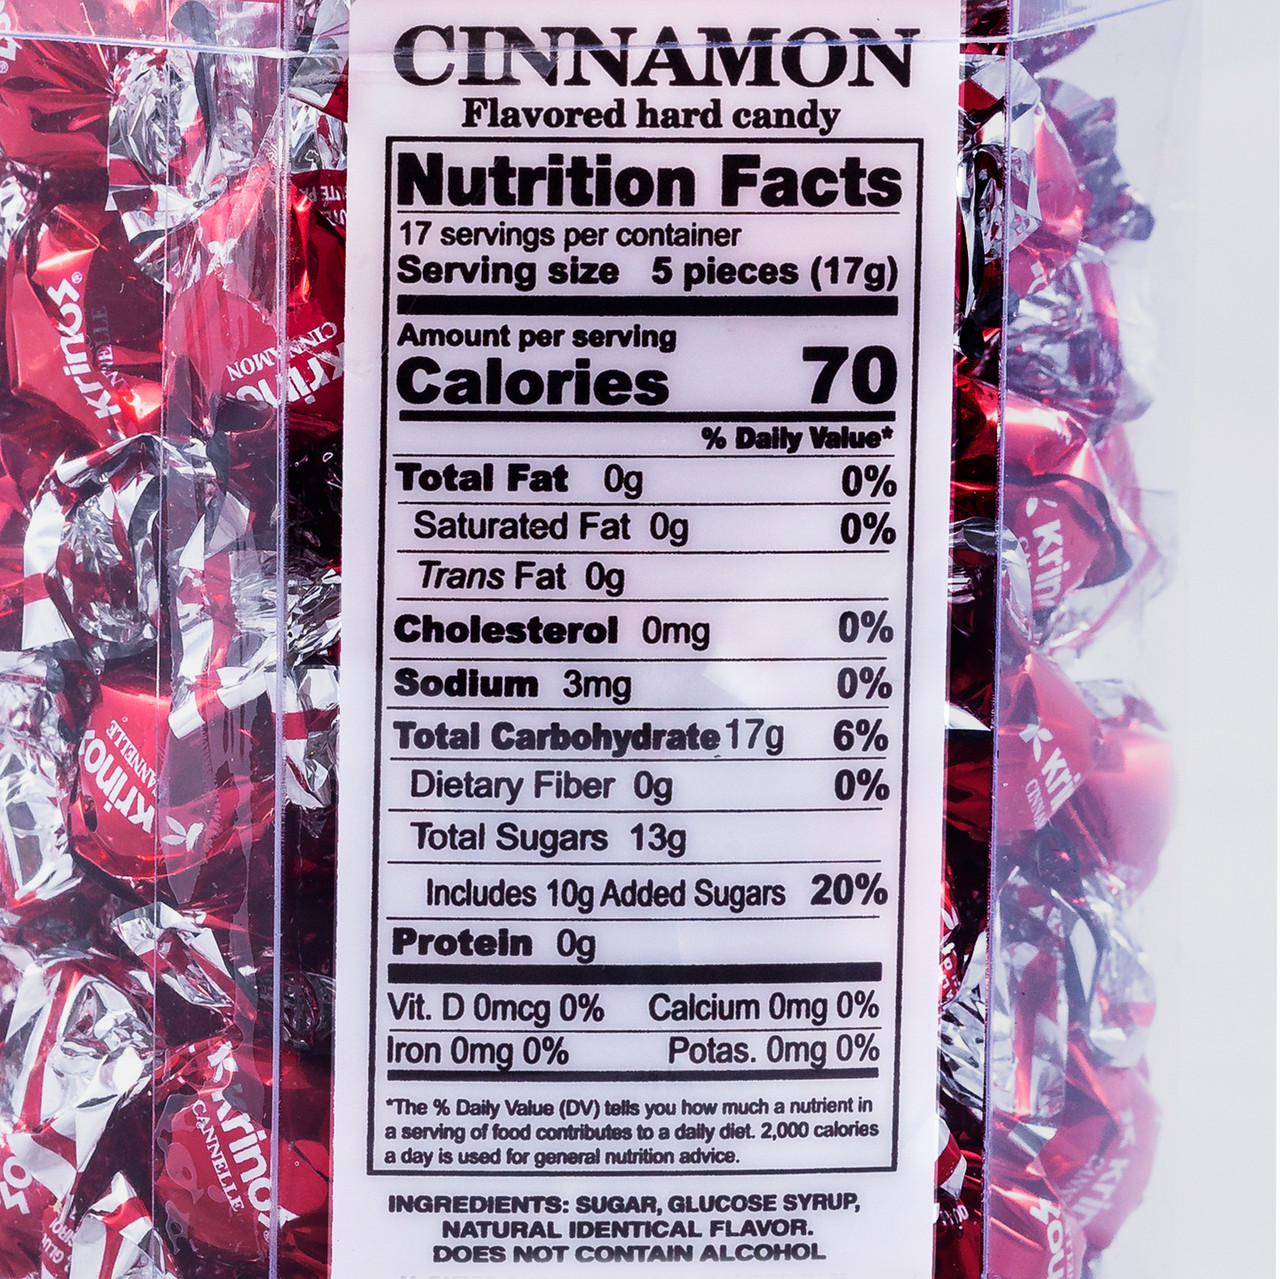 CINNAMON
Flavored hard candy
Nutrition Facts
17 servings per container
Serving size 5 pieces (17g)
Amount per serving
Calories 70
% Daily Value*
Total Fat 0g 0%
Saturated Fat 0g 0%
Trans Fat 0g
Cholesterol 0mg 0%
Sodium 3mg 0%
Total Carbohydrate 17g 6%
Dietary Fiber 0g 0%
Total Sugars 13g
Includes 10g Added Sugars 20%
Protein 0g
Vit. D 0mcg 0% Calcium 0mg 0%
Iron 0mg 0% Potas. 0mg 0%
*The % Daily Value (DV) tells you how much a nutrient in
a serving of food contributes to a daily diet. 2,000 calories
a day is used for general nutrition advice.
INGREDIENTS: SUGAR, GLUCOSE SYRUP,
NATURAL IDENTICAL FLAVOR.
DOES NOT CONTAIN ALCOHOL
krinos®
CINNAMON
krinos
krinos
CANNELLE